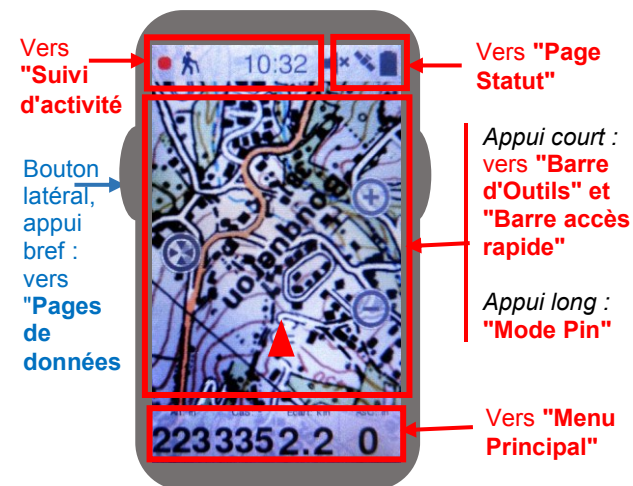 Vers
"Suivi
d'activité
10:32
Vers "Page
Statut"
Appui court :
vers "Barre
d'Outils" et
"Barre accès
rapide"
Appui long :
"Mode Pin"
Bouton
latéral,
appui
bref :
vers
"Pages
de
données
Bouqueron
223 335 2.2 0
Vers "Menu
Principal"